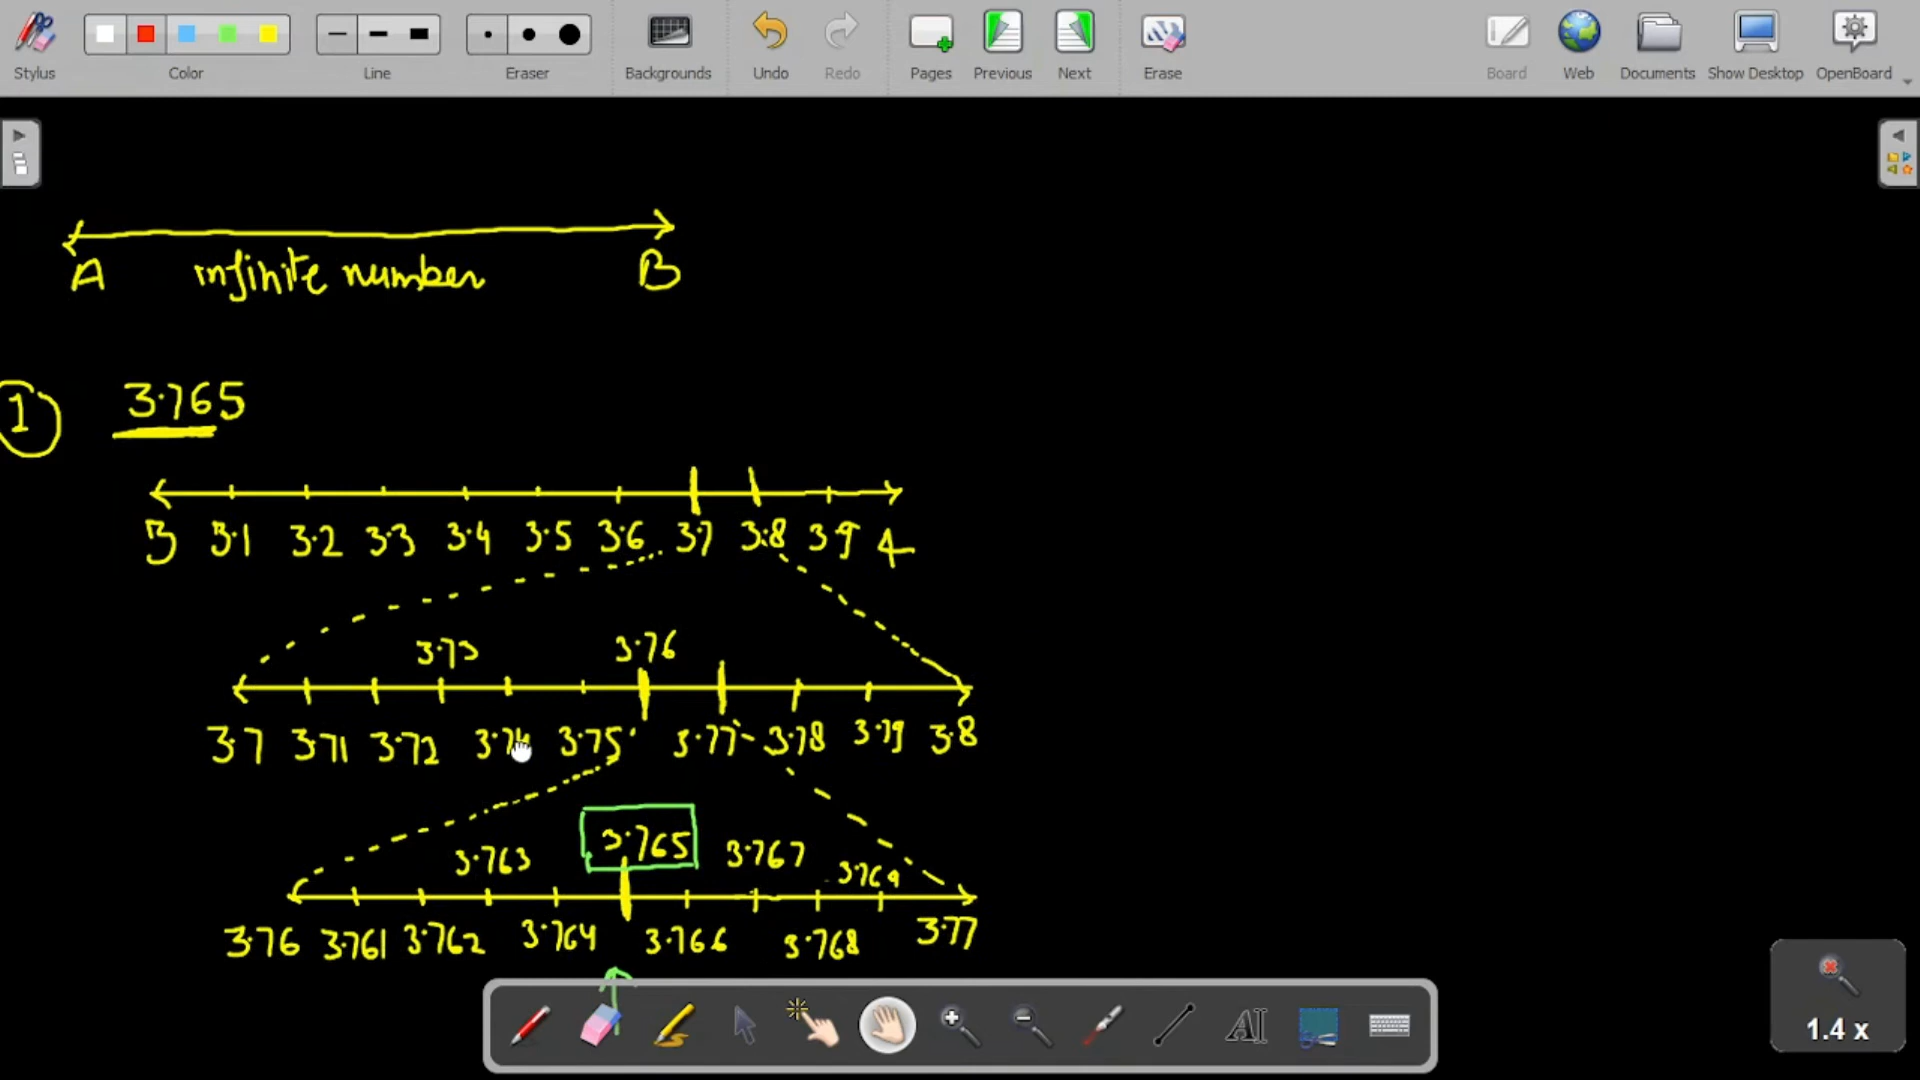 Stylus Color Line Eraser Backgrounds Undo Redo Pages Previous Next Erase Board Web Documents Show Desktop OpenBoard
A infinite number B
1 3.765
3 3.1 3.2 3.3 3.4 3.5 3.6 3.7 3.8 3.9 4
3.73 3.76
3.7 3.71 3.72 3.74 3.75 3.77 3.78 3.79 3.8
3.763 3.765 3.767 3.769
3.76 3.761 3.762 3.764 3.766 3.768 3.77
AI
1.4 x